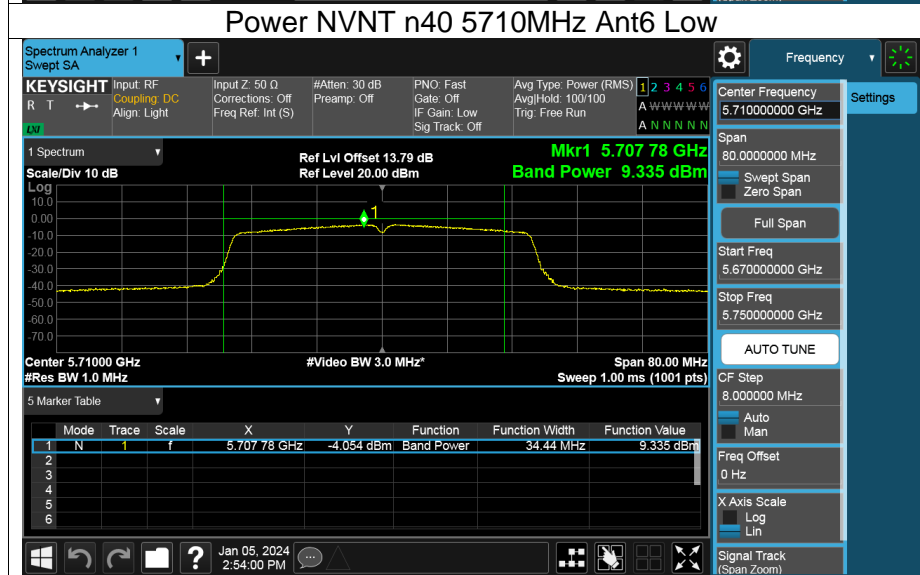 Power NVNT n40 5710MHz Ant6 Low
Spectrum Analyzer 1
Swept SA
+
Frequency
KEYSIGHT
R T
LXI
Input: RF
Coupling: DC
Align: Light
Input Z: 50 Ω
Corrections: Off
Freq Ref: Int (S)
#Atten: 30 dB
Preamp: Off
PNO: Fast
Gate: Off
IF Gain: Low
Sig Track: Off
Avg Type: Power (RMS)
Avg|Hold: 100/100
Trig: Free Run
1 2 3 4 5 6
A W W W W W
A N N N N N
1 Spectrum
Scale/Div 10 dB
Ref Lvl Offset 13.79 dB
Ref Level 20.00 dBm
Mkr1 5.707 78 GHz
Band Power 9.335 dBm
Log
10.0
0.00
-10.0
-20.0
-30.0
-40.0
-50.0
-60.0
-70.0
1
Center 5.71000 GHz
#Res BW 1.0 MHz
#Video BW 3.0 MHz*
Span 80.00 MHz
Sweep 1.00 ms (1001 pts)
5 Marker Table
Mode Trace Scale X Y Function Function Width Function Value
1 N 1 f 5.707 78 GHz -4.054 dBm Band Power 34.44 MHz 9.335 dBm
2
3
4
5
6
Jan 05, 2024
2:54:00 PM
?
Center Frequency
5.710000000 GHz
Settings
Span
80.0000000 MHz
Swept Span
Zero Span
Full Span
Start Freq
5.670000000 GHz
Stop Freq
5.750000000 GHz
AUTO TUNE
CF Step
8.000000 MHz
Auto
Man
Freq Offset
0 Hz
X Axis Scale
Log
Lin
Signal Track
(Span Zoom)